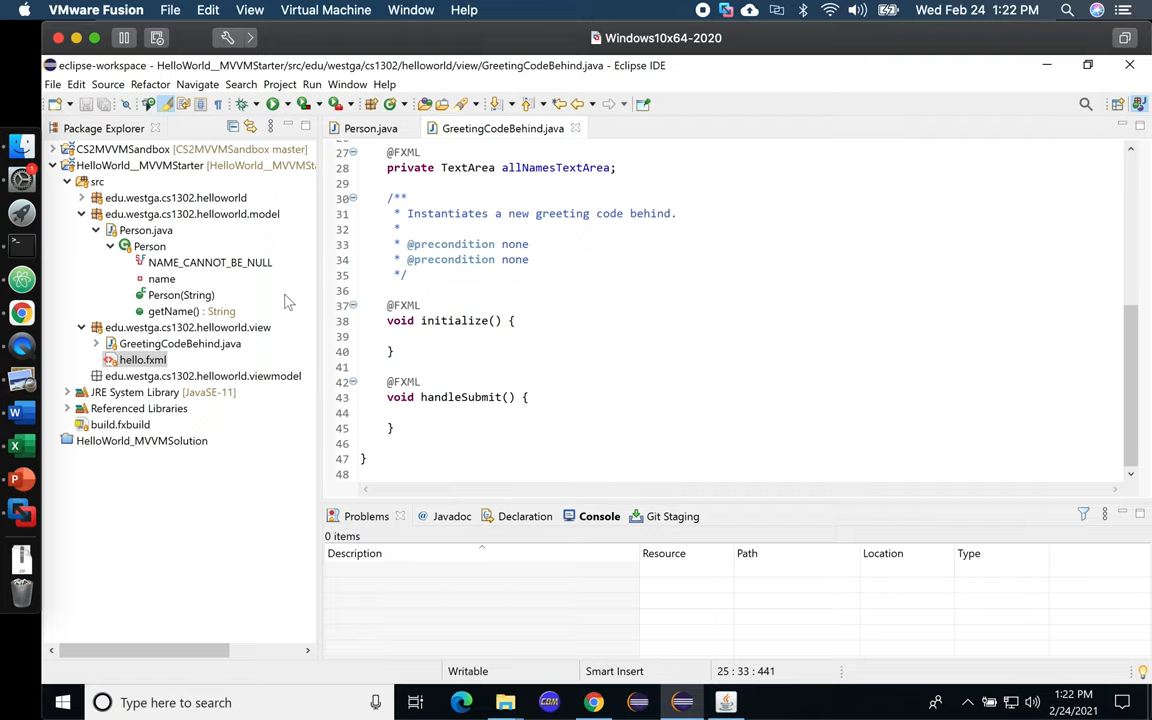 VMware Fusion File Edit View Virtual Machine Window Help Wed Feb 24 1:22 PM
Windows10x64-2020
eclipse-workspace - HelloWorld__MVVMStarter/src/edu/westga/cs1302/helloworld/view/GreetingCodeBehind.java - Eclipse IDE
File Edit Source Refactor Navigate Search Project Run Window Help
Package Explorer
Person.java GreetingCodeBehind.java
CS2MVVMSandbox [CS2MVVMSandbox master]
HelloWorld__MVVMStarter [HelloWorld__MVVMSta
src
edu.westga.cs1302.helloworld
edu.westga.cs1302.helloworld.model
Person.java
Person
NAME_CANNOT_BE_NULL
name
Person(String)
getName() : String
edu.westga.cs1302.helloworld.view
GreetingCodeBehind.java
hello.fxml
edu.westga.cs1302.helloworld.viewmodel
JRE System Library [JavaSE-11]
Referenced Libraries
build.fxbuild
HelloWorld_MVVMSolution
27 @FXML
28 private TextArea allNamesTextArea;
29
30 /**
31 * Instantiates a new greeting code behind.
32 *
33 * @precondition none
34 * @precondition none
35 */
36
37 @FXML
38 void initialize() {
39
40 }
41
42 @FXML
43 void handleSubmit() {
44
45 }
46
47 }
48
Problems @ Javadoc Declaration Console Git Staging
0 items
Description Resource Path Location Type
Writable Smart Insert 25 : 33 : 441
Type here to search
1:22 PM
2/24/2021